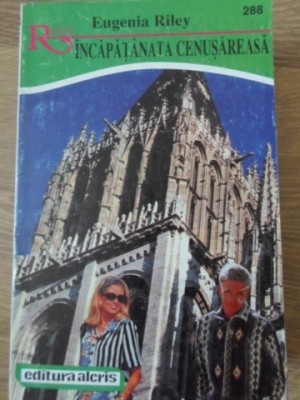 288
Eugenia Riley
R
ÎNCĂPĂȚÂNATA CENUȘĂREASĂ
editura alcris